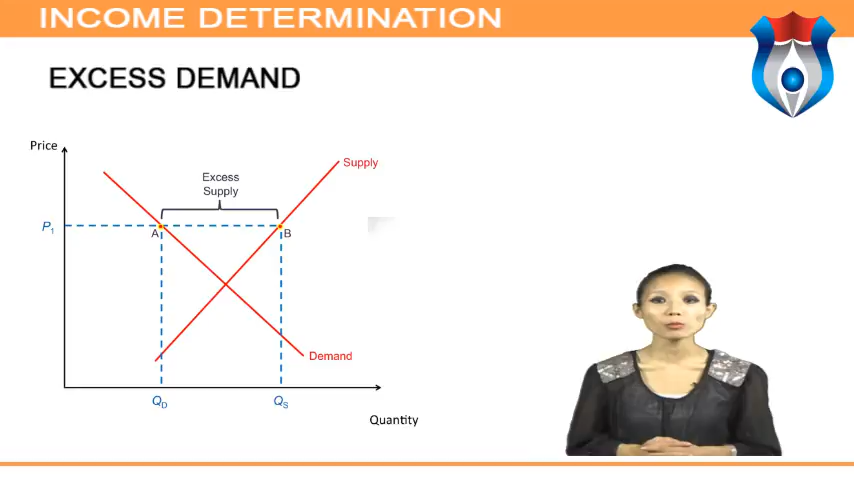 INCOME DETERMINATION
EXCESS DEMAND
Price
Supply
Excess
Supply
P1
A
B
Demand
QD
QS
Quantity